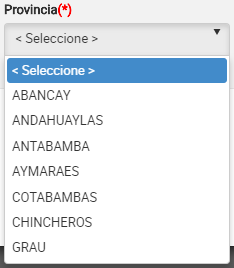 Provincia(*)
< Seleccione >
< Seleccione >
ABANCAY
ANDAHUAYLAS
ANTABAMBA
AYMARAES
COTABAMBAS
CHINCHEROS
GRAU